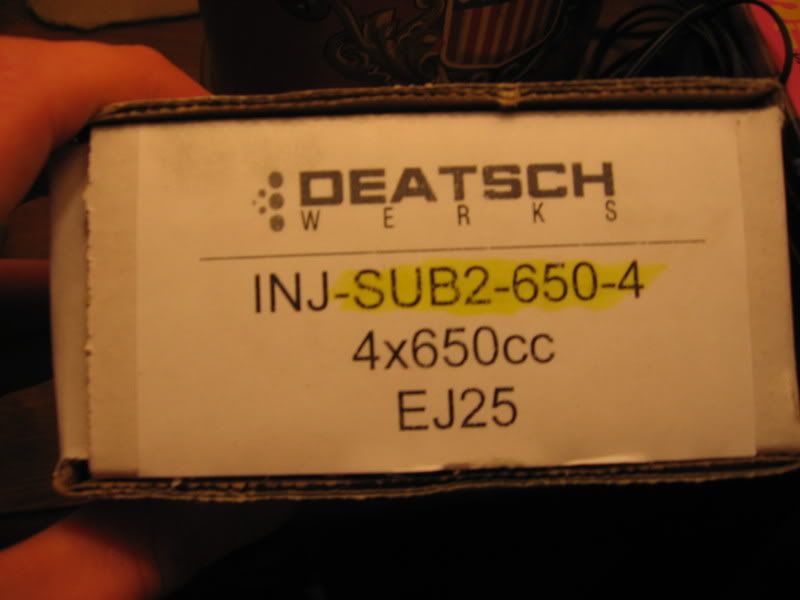 DEATSCH
WERKS
INJ-SUB2-650-4
4x650cc
EJ25